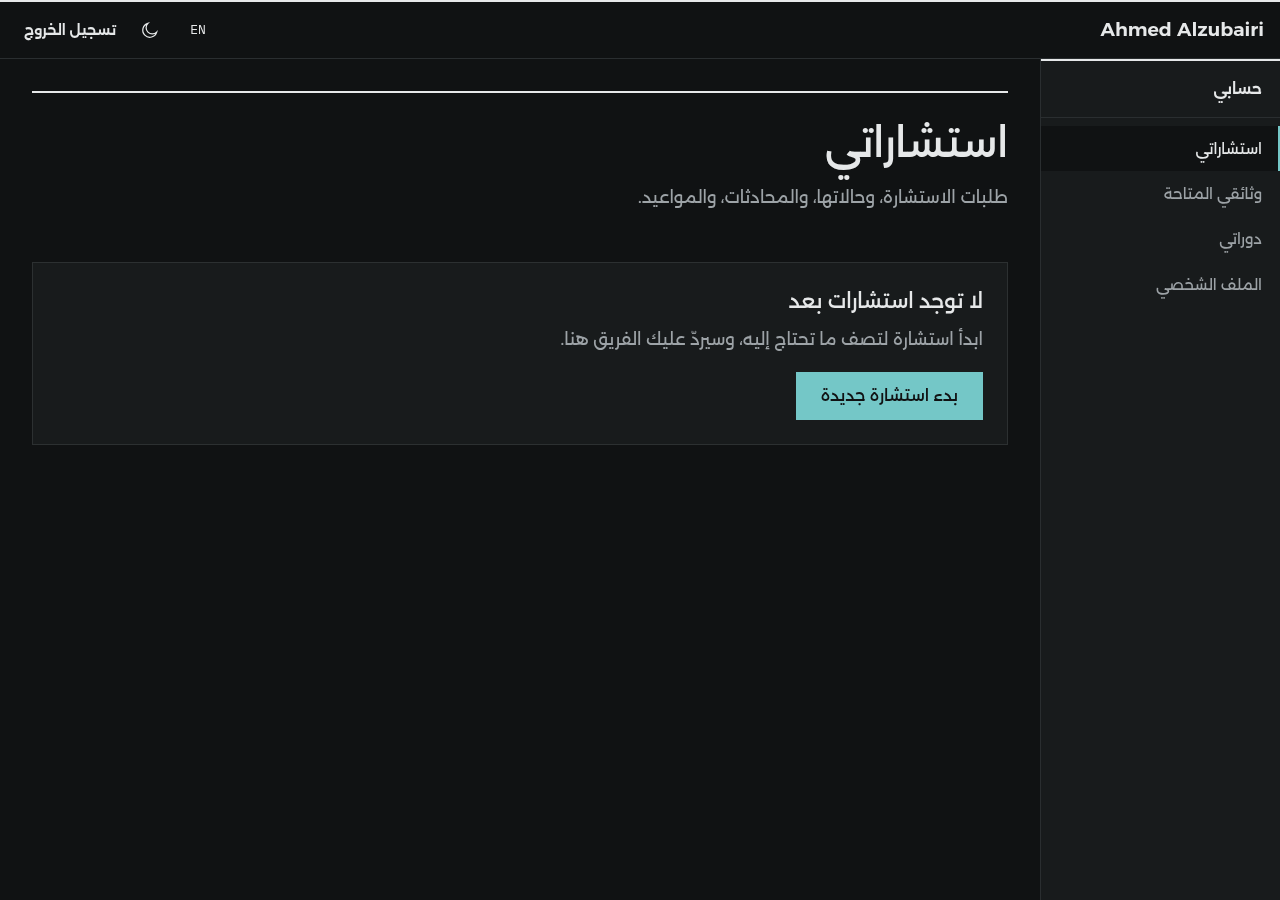 Ahmed Alzubairi
EN
تسجيل الخروج
حسابي
استشاراتي
وثائقي المتاحة
دوراتي
الملف الشخصي
استشاراتي
طلبات الاستشارة، وحالاتها، والمحادثات، والمواعيد.
لا توجد استشارات بعد
ابدأ استشارة لتصف ما تحتاج إليه، وسيردّ عليك الفريق هنا.
بدء استشارة جديدة